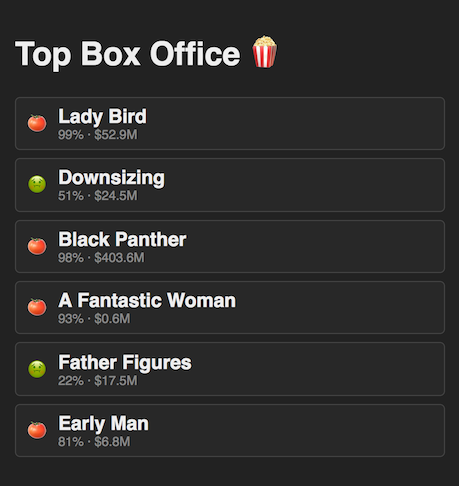 Top Box Office 🍿
Lady Bird
99% · $52.9M
Downsizing
51% · $24.5M
Black Panther
98% · $403.6M
A Fantastic Woman
93% · $0.6M
Father Figures
22% · $17.5M
Early Man
81% · $6.8M